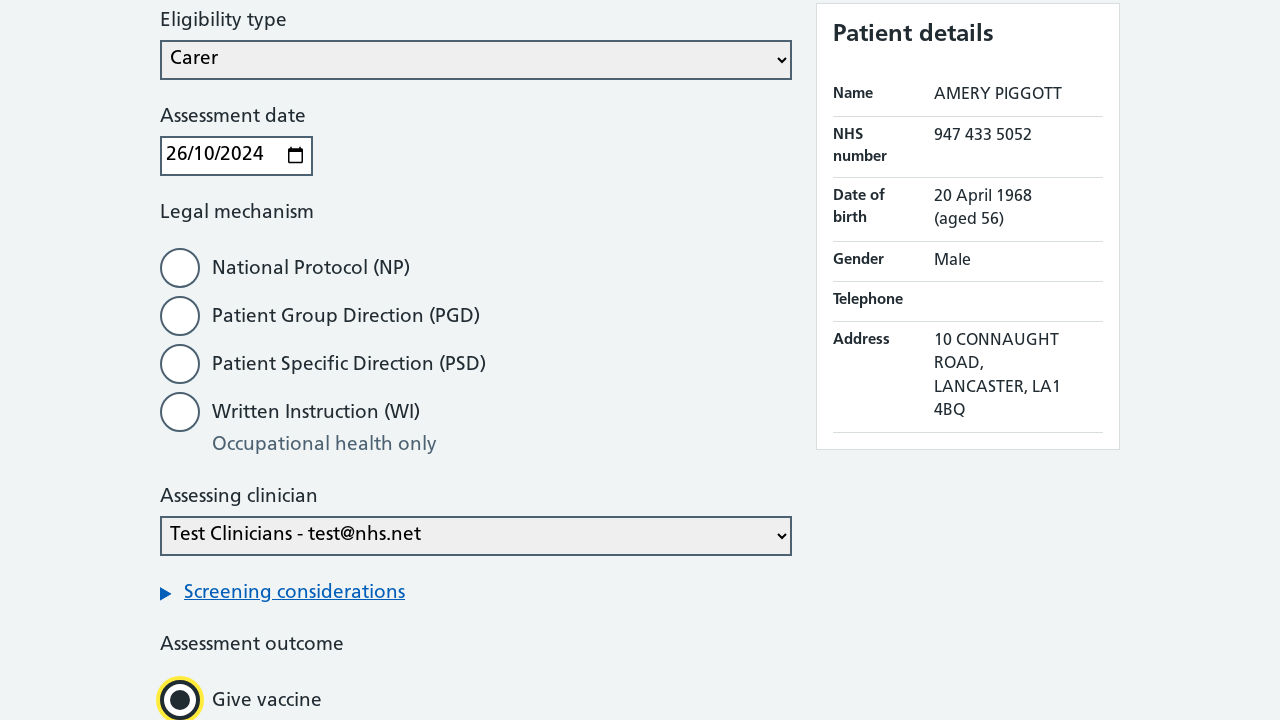 Eligibility type
Carer
Assessment date
26/10/2024
Legal mechanism
National Protocol (NP)
Patient Group Direction (PGD)
Patient Specific Direction (PSD)
Written Instruction (WI)
Occupational health only
Assessing clinician
Test Clinicians - test@nhs.net
Screening considerations
Assessment outcome
Give vaccine
Patient details
Name AMERY PIGGOTT
NHS number 947 433 5052
Date of birth 20 April 1968 (aged 56)
Gender Male
Telephone
Address 10 CONNAUGHT
ROAD,
LANCASTER, LA1
4BQ